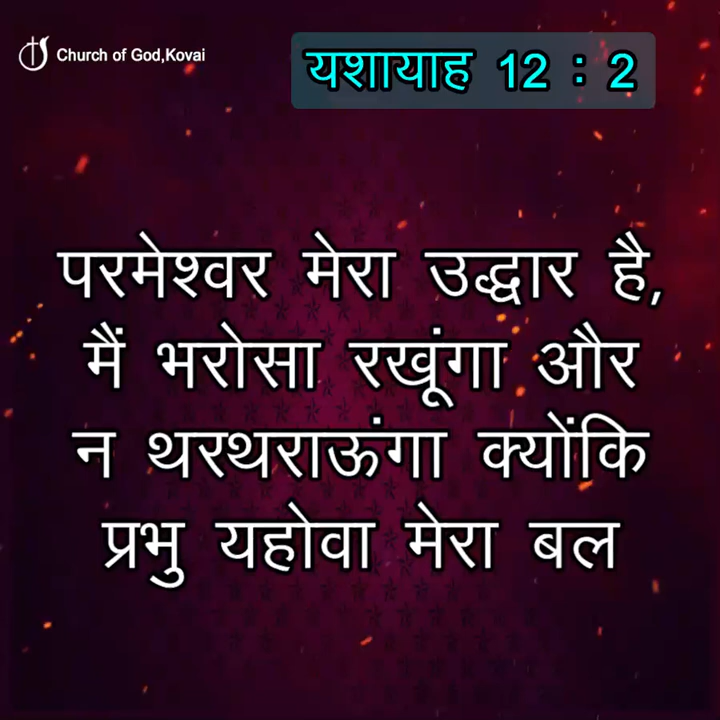 Church of God,Kovai
यशायाह 12 : 2
परमेश्वर मेरा उद्धार है,
मैं भरोसा रखूंगा और
न थरथराऊंगा क्योंकि
प्रभु यहोवा मेरा बल